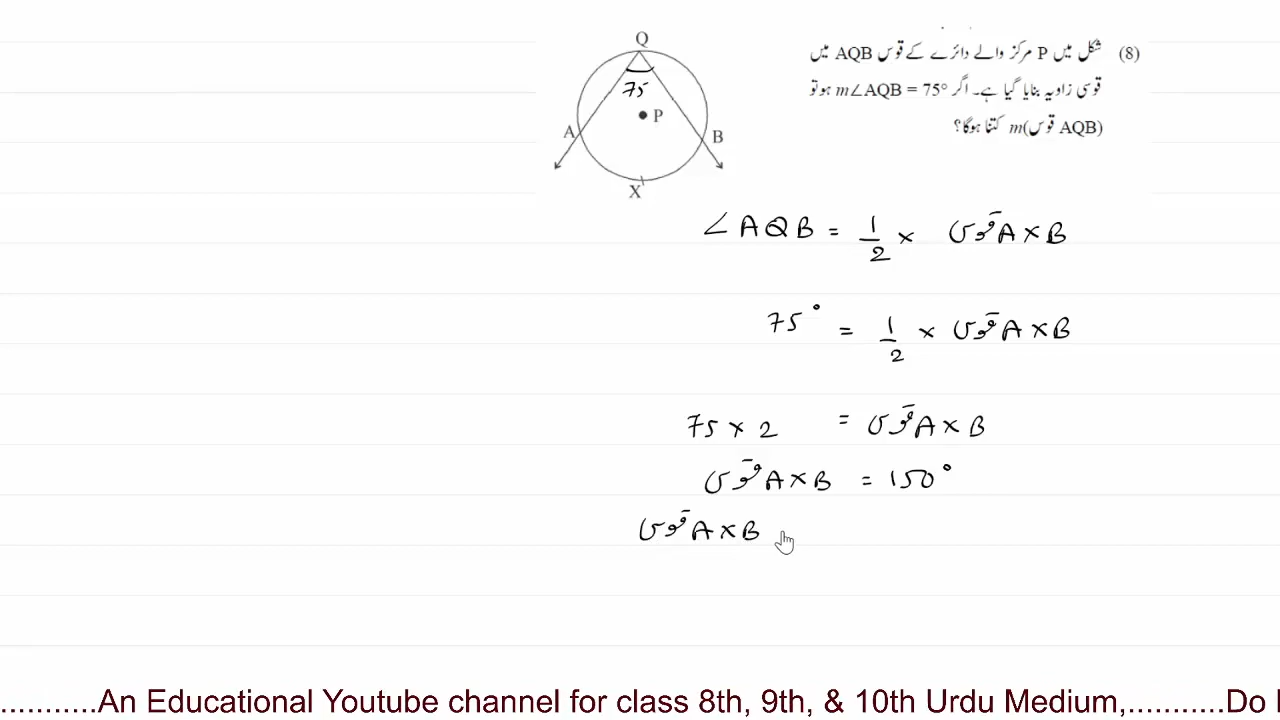 (8) شکل میں P مرکز والے دائرے کے قوس AQB میں
قوسی زاویہ بنایا گیا ہے۔ اگر m∠AQB = 75° ہو تو
m(قوس AQB) کتنا ہوگا؟
Q
75
P
A
B
X
∠AQB = 1/2 × قوس AXB
75° = 1/2 × قوس AXB
75 × 2 = قوس AXB
قوس AXB = 150°
قوس AXB
...........An Educational Youtube channel for class 8th, 9th, & 10th Urdu Medium,...........Do